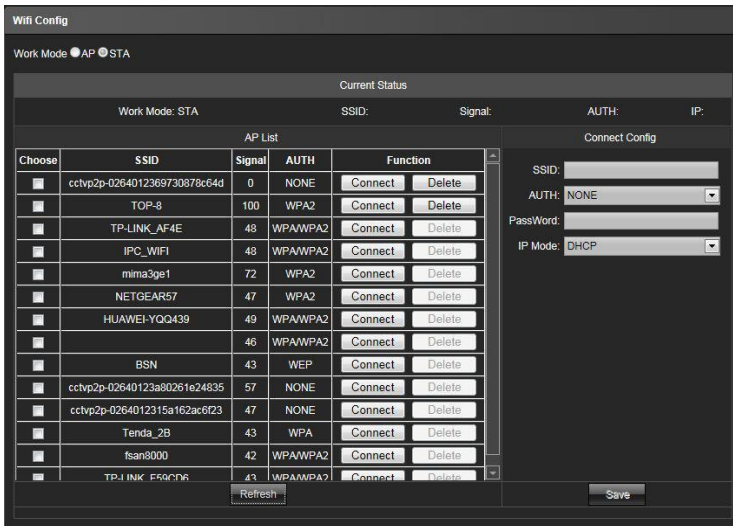 Wifi Config
Work Mode AP STA
Current Status
Work Mode: STA SSID: Signal: AUTH: IP:
AP List Connect Config
Choose SSID Signal AUTH Function
cctvp2p-0264012369730878c64d 0 NONE Connect Delete
TOP-8 100 WPA2 Connect Delete
TP-LINK_AF4E 48 WPA/WPA2 Connect Delete
IPC_WIFI 48 WPA/WPA2 Connect Delete
mima3ge1 72 WPA2 Connect Delete
NETGEAR57 47 WPA2 Connect Delete
HUAWEI-YQQ439 49 WPA/WPA2 Connect Delete
46 WPA/WPA2 Connect Delete
BSN 43 WEP Connect Delete
cctvp2p-02640123a80261e24835 57 NONE Connect Delete
cctvp2p-0264012315a162ac6f23 47 NONE Connect Delete
Tenda_2B 43 WPA Connect Delete
fsan8000 42 WPA/WPA2 Connect Delete
TP-LINK_F59CD6 43 WPA/WPA2 Connect Delete
Refresh
SSID:
AUTH: NONE
PassWord:
IP Mode: DHCP
Save